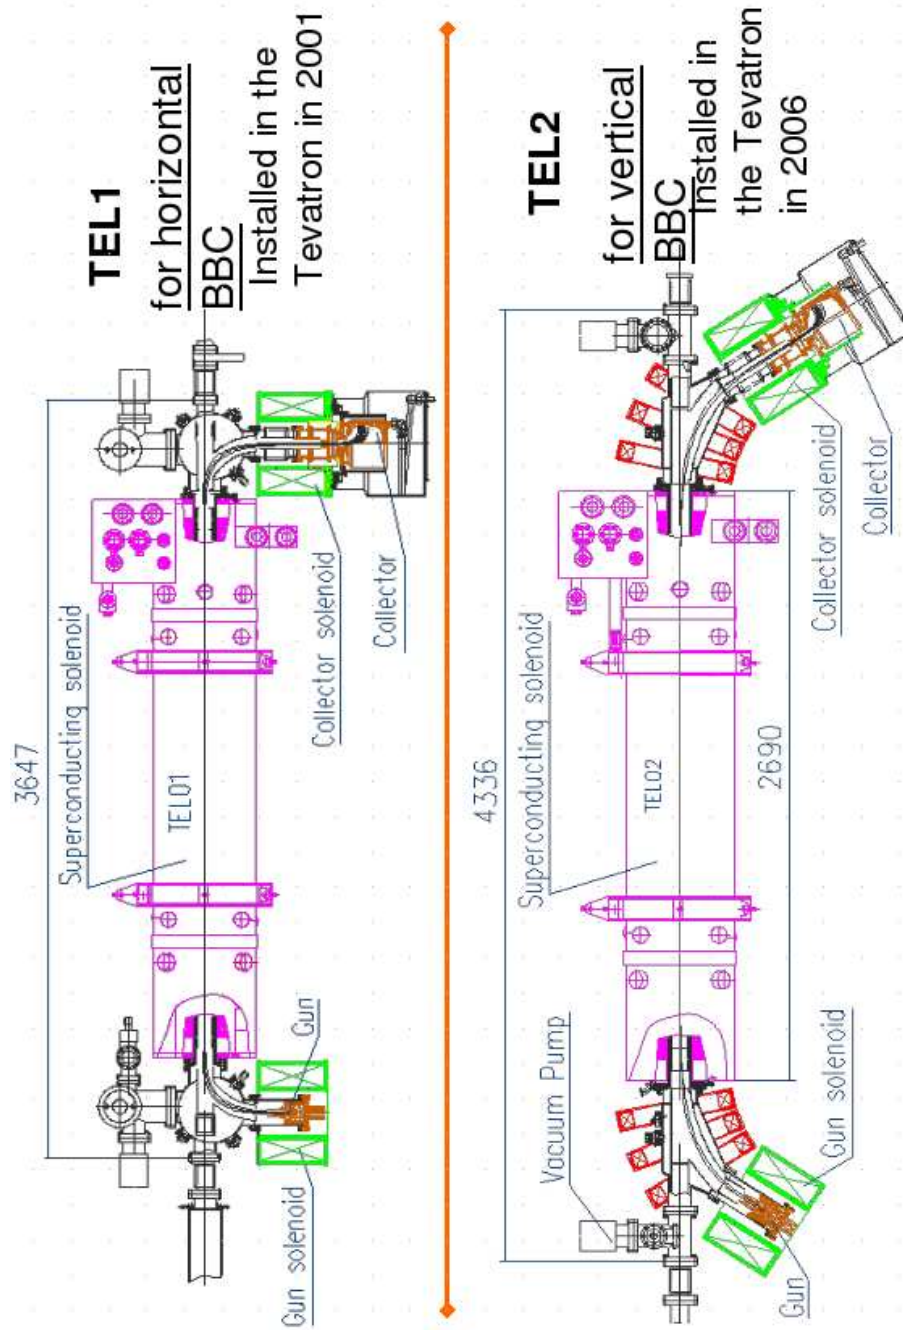 TEL1
for horizontal
BBC
Installed in the
Tevatron in 2001
3647
Superconducting solenoid
TEL01
Collector solenoid
Collector
Gun
Gun solenoid
TEL2
for vertical
BBC
Installed in
the Tevatron
in 2006
4336
Superconducting solenoid
TEL02
2690
Vacuum Pump
Collector solenoid
Collector
Gun solenoid
Gun